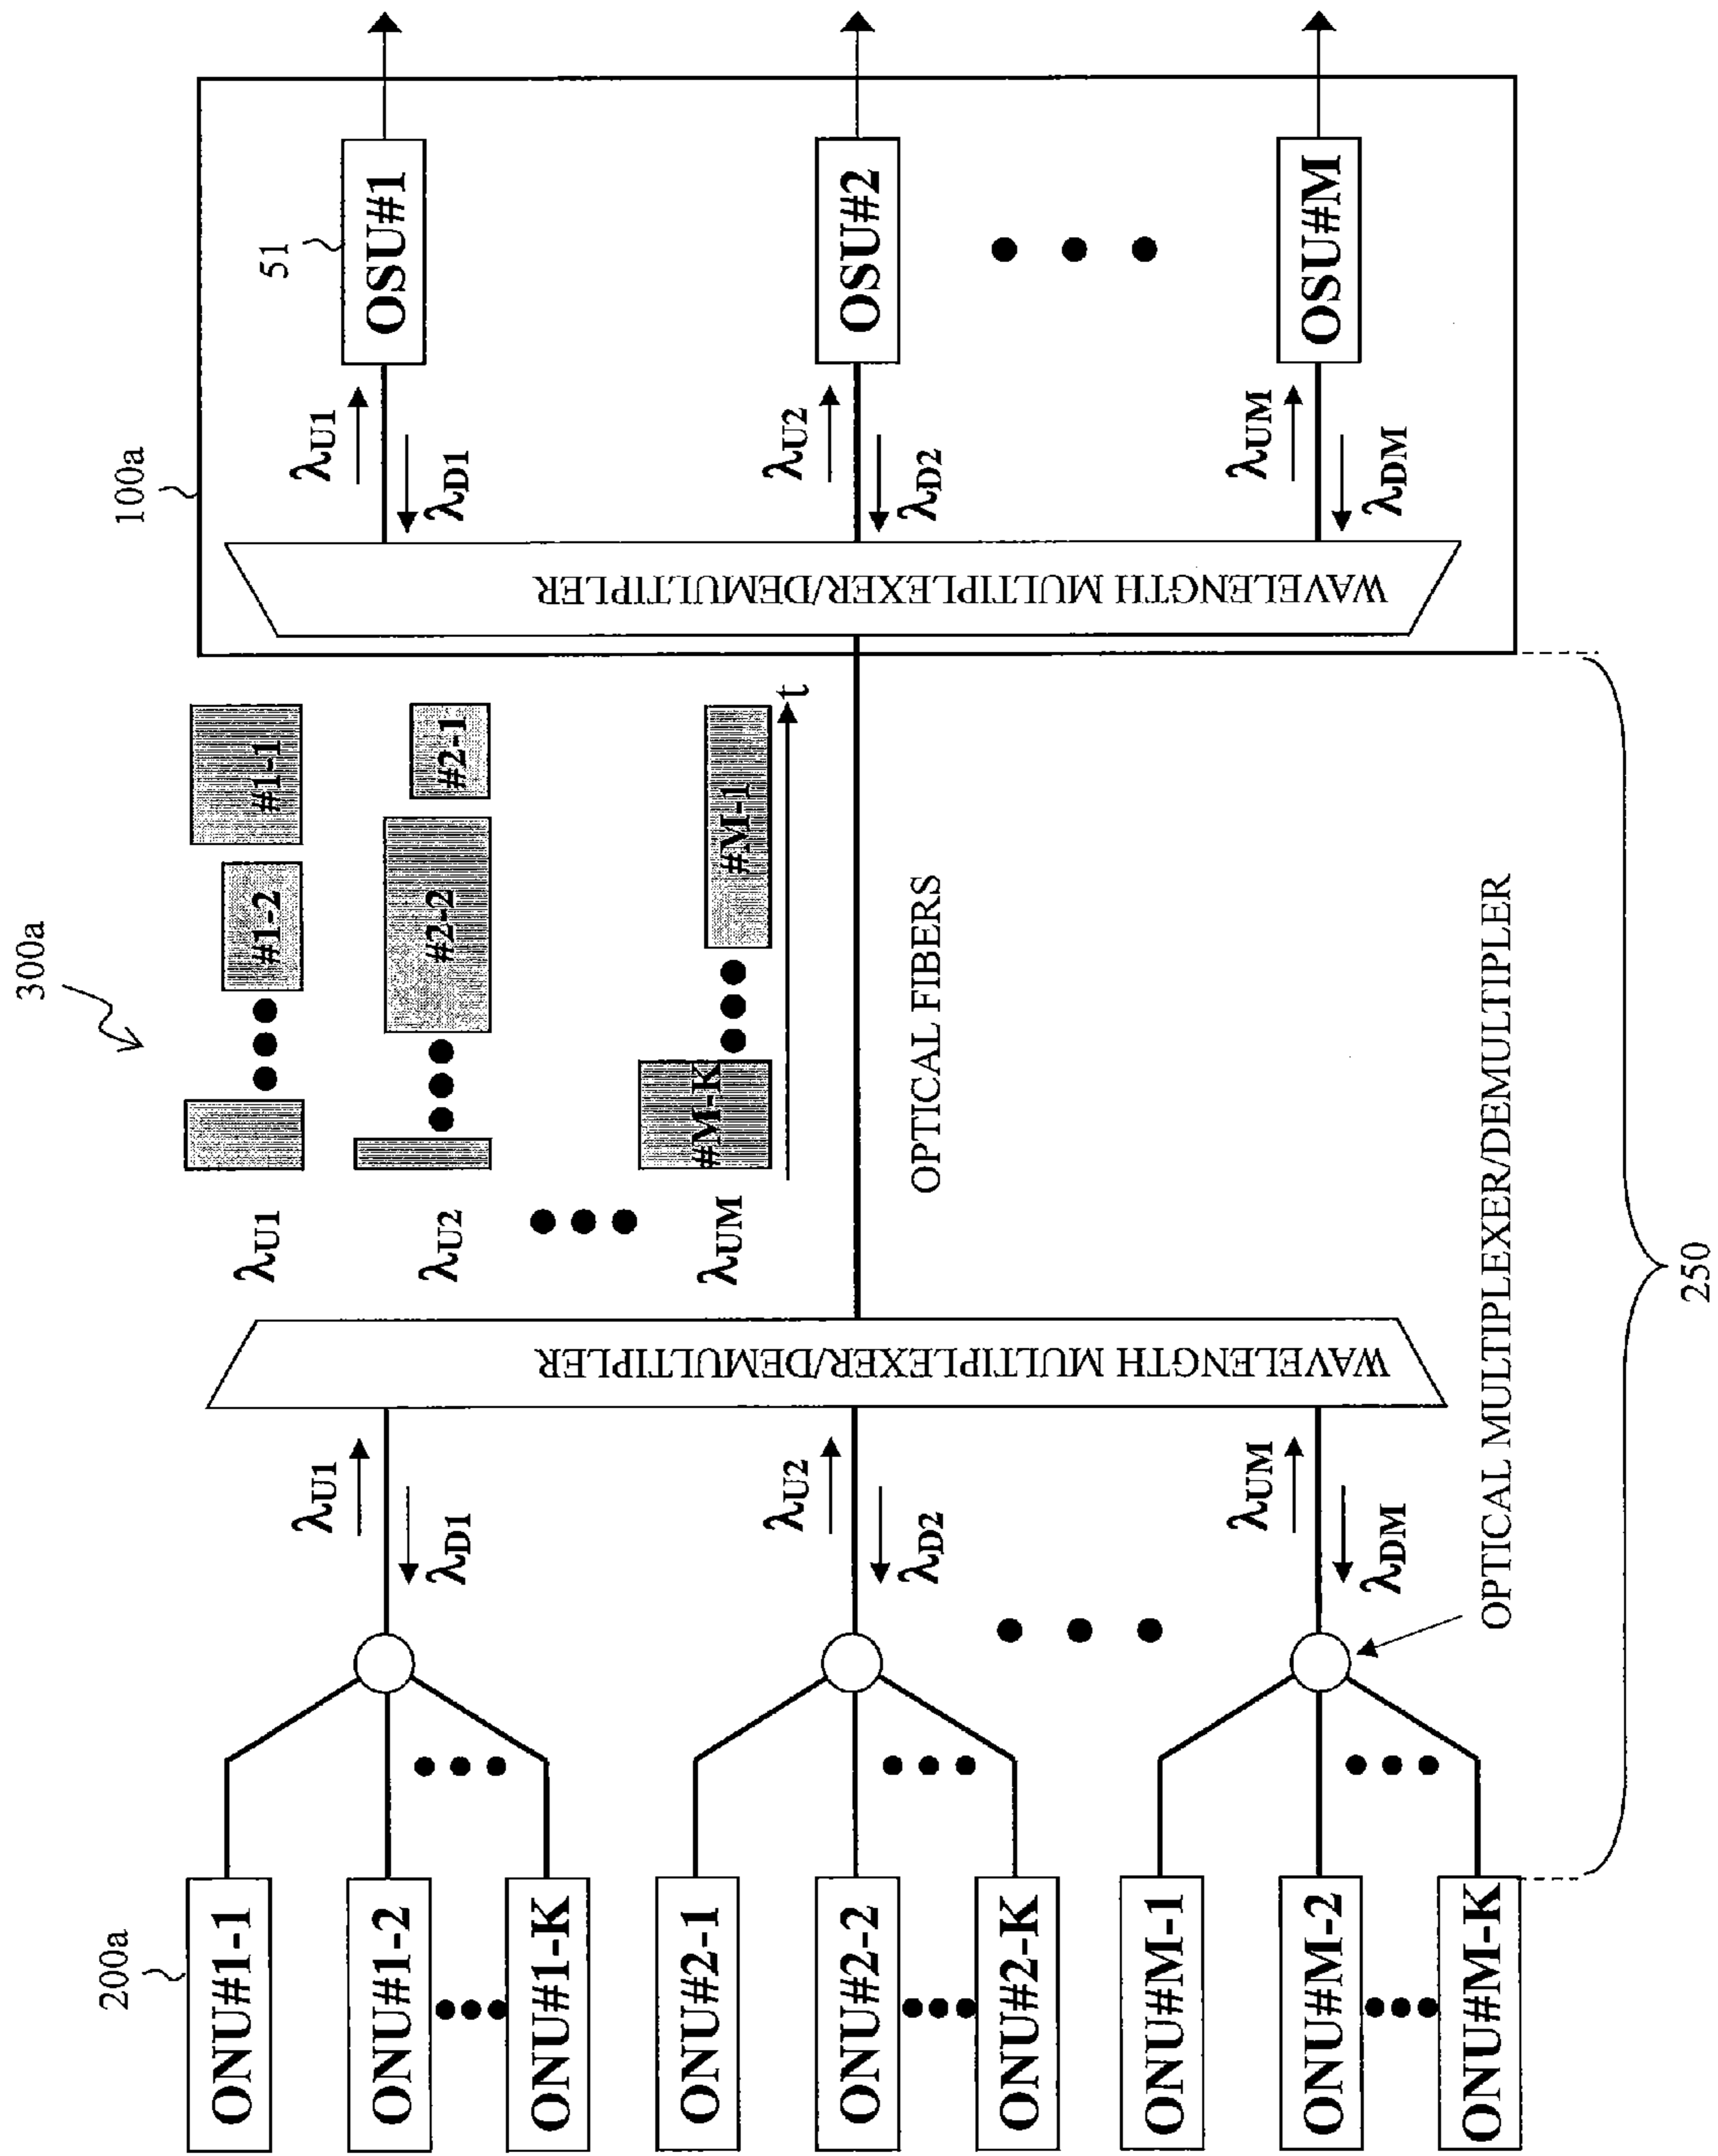 200a
ONU#1-1
ONU#1-2
ONU#1-K
ONU#2-1
ONU#2-2
ONU#2-K
ONU#M-1
ONU#M-2
ONU#M-K
λU1
λD1
λU2
λD2
λUM
λDM
OPTICAL MULTIPLEXER/DEMULTIPLER
WAVELENGTH MULTIPLEXER/DEMULTIPLER
300a
λU1
#1-2
#1-1
λU2
#2-2
#2-1
λUM
#M-K
#M-1
t
OPTICAL FIBERS
250
100a
WAVELENGTH MULTIPLEXER/DEMULTIPLER
λU1
λD1
λU2
λD2
λUM
λDM
51
OSU#1
OSU#2
OSU#M